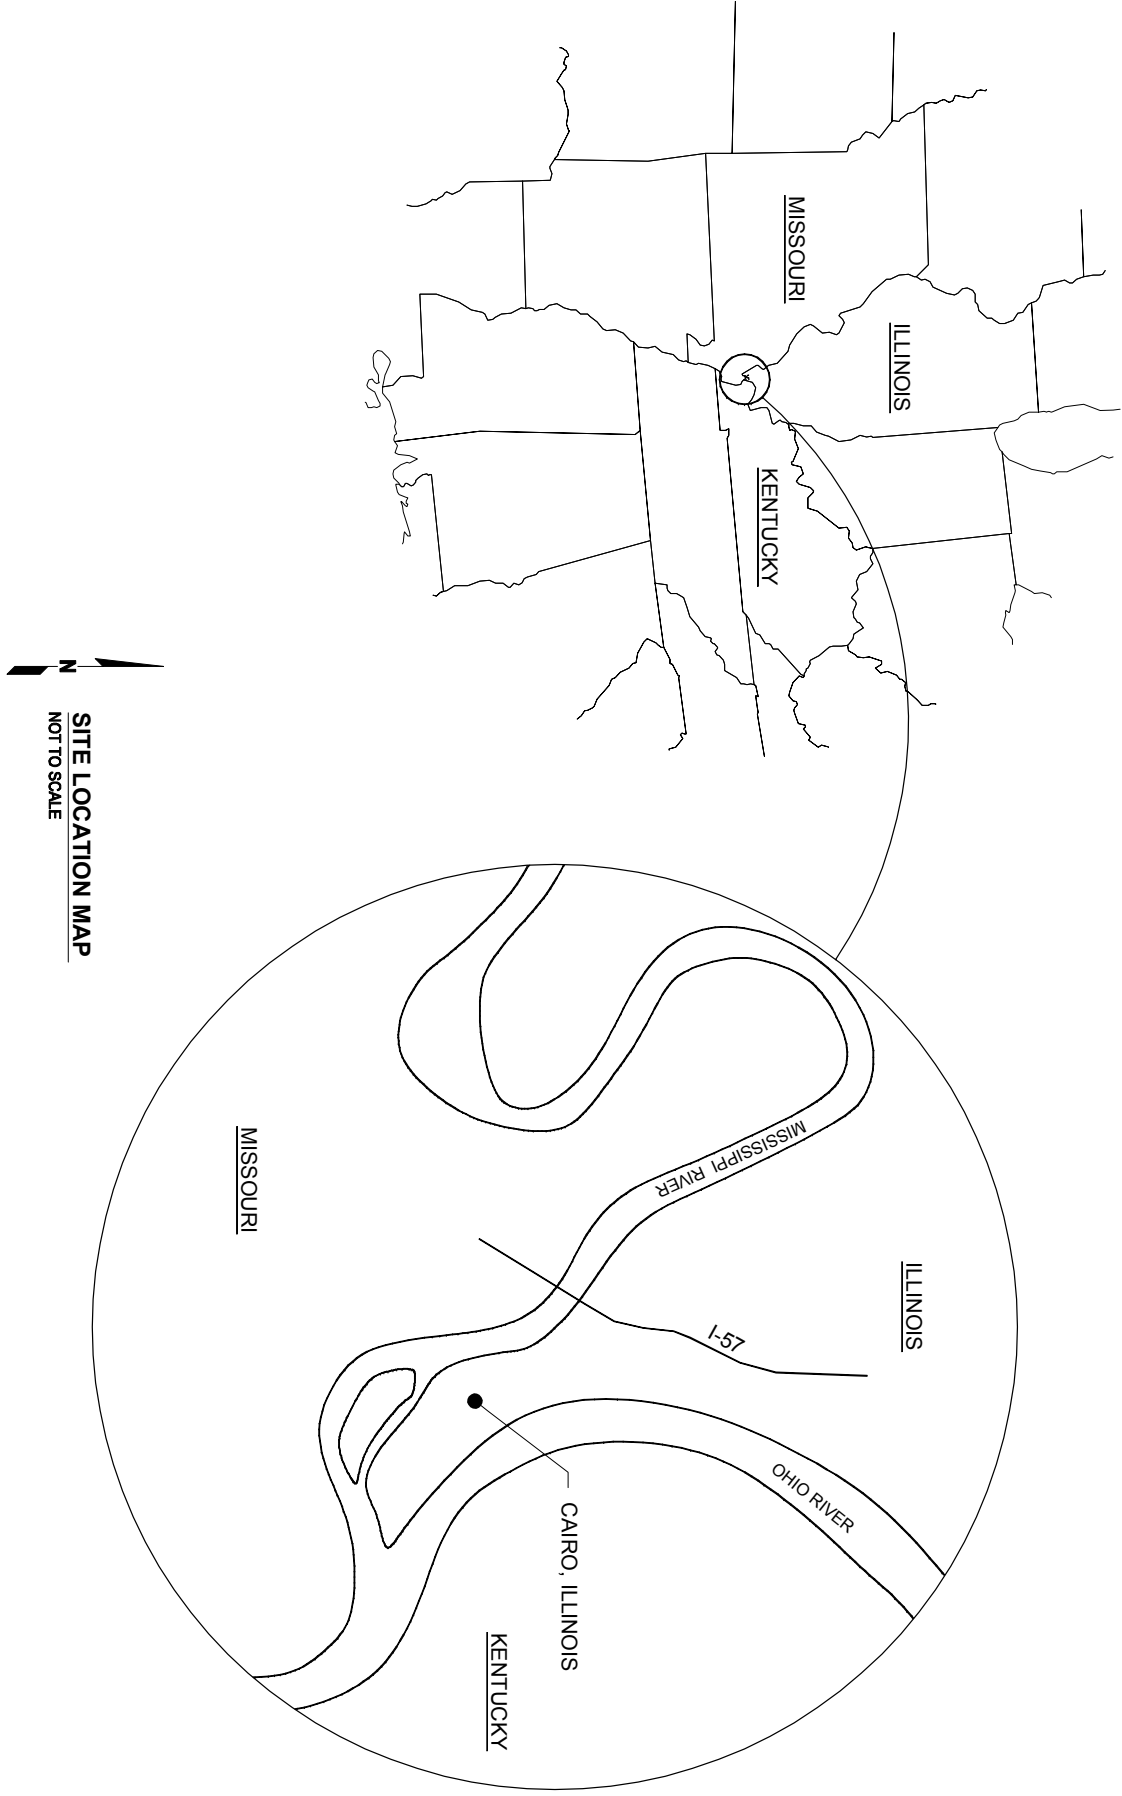 MISSOURI
ILLINOIS
KENTUCKY
N
SITE LOCATION MAP
NOT TO SCALE
ILLINOIS
MISSISSIPPI RIVER
I-57
OHIO RIVER
CAIRO, ILLINOIS
KENTUCKY
MISSOURI